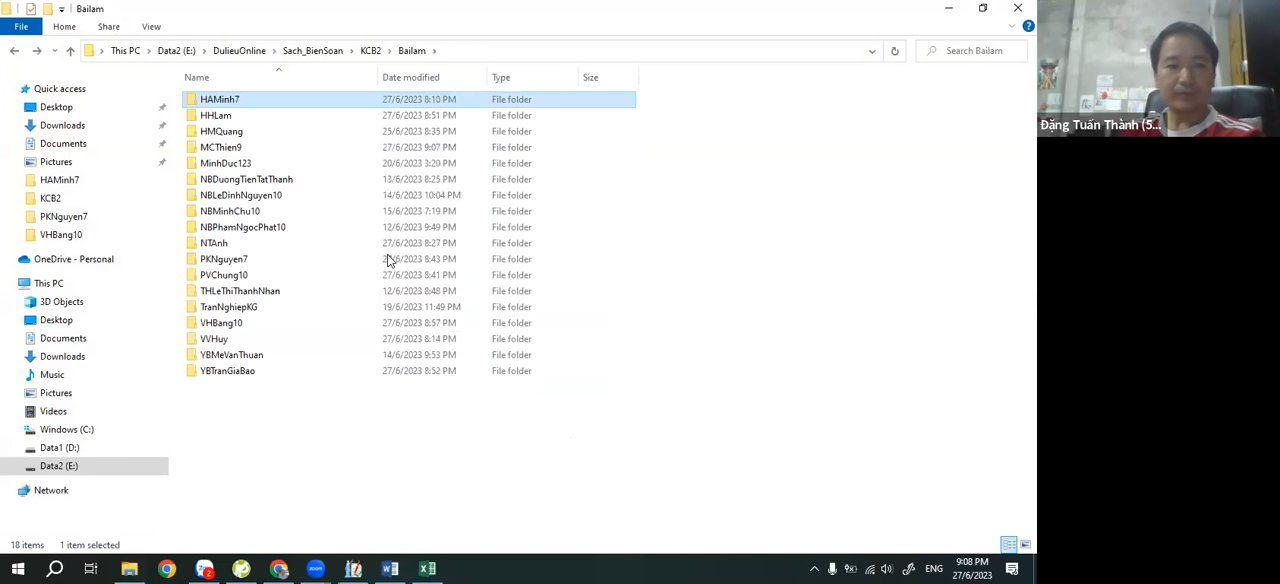 Bailam
File Home Share View
This PC Data2 (E:) DulieuOnline Sach_BienSoan KCB2 Bailam Search Bailam
Name Date modified Type Size
Quick access
Desktop
Downloads
Documents
Pictures
HAMinh7
KCB2
PKNguyen7
VHBang10
OneDrive - Personal
This PC
3D Objects
Desktop
Documents
Downloads
Music
Pictures
Videos
Windows (C:)
Data1 (D:)
Data2 (E:)
Network
HAMinh7 27/6/2023 8:10 PM File folder
HHLam 27/6/2023 8:51 PM File folder
HMQuang 25/6/2023 8:35 PM File folder
MCThien9 27/6/2023 9:07 PM File folder
MinhDuc123 20/6/2023 3:20 PM File folder
NBDuongTienTatThanh 13/6/2023 8:25 PM File folder
NBLeDinhNguyen10 14/6/2023 10:04 PM File folder
NBMinhChu10 15/6/2023 7:19 PM File folder
NBPhamNgocPhat10 12/6/2023 9:49 PM File folder
NTAnh 27/6/2023 8:27 PM File folder
PKNguyen7 /6/2023 8:43 PM File folder
PVChung10 27/6/2023 8:41 PM File folder
THLeThiThanhNhan 12/6/2023 8:48 PM File folder
TranNghiepKG 19/6/2023 11:49 PM File folder
VHBang10 27/6/2023 8:57 PM File folder
VVHuy 27/6/2023 8:14 PM File folder
YBMeVanThuan 14/6/2023 9:53 PM File folder
YBTranGiaBao 27/6/2023 8:52 PM File folder
18 items 1 item selected
Đặng Tuấn Thành (5...
2
ENG
9:08 PM
27/6/2023